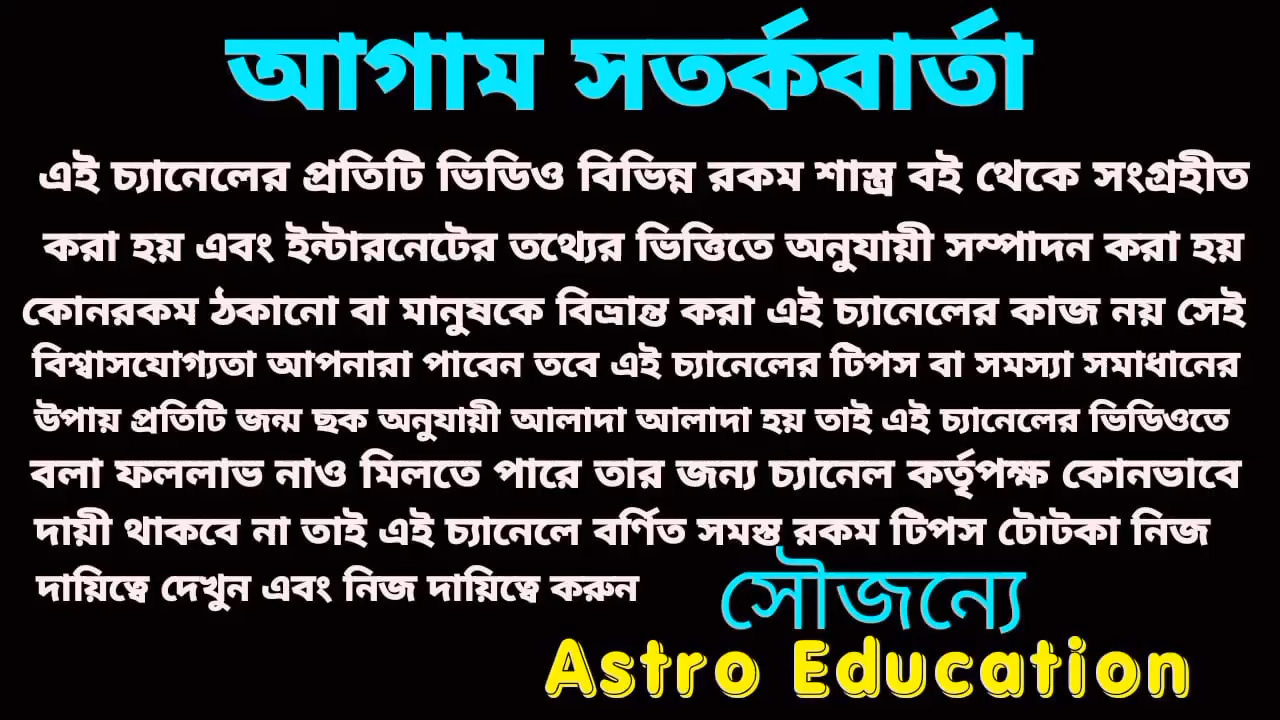 আগাম সতর্কবার্তা
এই চ্যানেলের প্রতিটি ভিডিও বিভিন্ন রকম শাস্ত্র বই থেকে সংগ্রহীত
করা হয় এবং ইন্টারনেটের তথ্যের ভিত্তিতে অনুযায়ী সম্পাদন করা হয়
কোনরকম ঠকানো বা মানুষকে বিভ্রান্ত করা এই চ্যানেলের কাজ নয় সেই
বিশ্বাসযোগ্যতা আপনারা পাবেন তবে এই চ্যানেলের টিপস বা সমস্যা সমাধানের
উপায় প্রতিটি জন্ম ছক অনুযায়ী আলাদা আলাদা হয় তাই এই চ্যানেলের ভিডিওতে
বলা ফললাভ নাও মিলতে পারে তার জন্য চ্যানেল কর্তৃপক্ষ কোনভাবে
দায়ী থাকবে না তাই এই চ্যানেলে বর্ণিত সমস্ত রকম টিপস টোটকা নিজ
দায়িত্বে দেখুন এবং নিজ দায়িত্বে করুন
সৌজন্যে
Astro Education